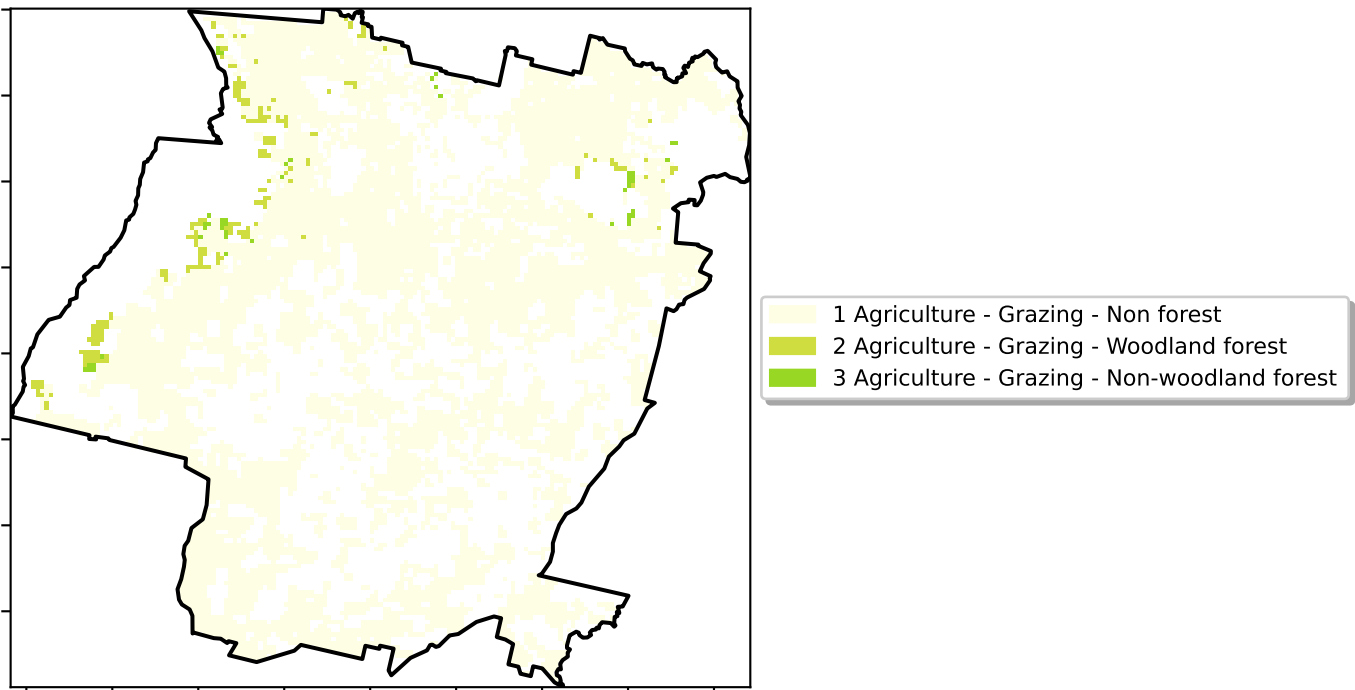 1 Agriculture - Grazing - Non forest
2 Agriculture - Grazing - Woodland forest
3 Agriculture - Grazing - Non-woodland forest